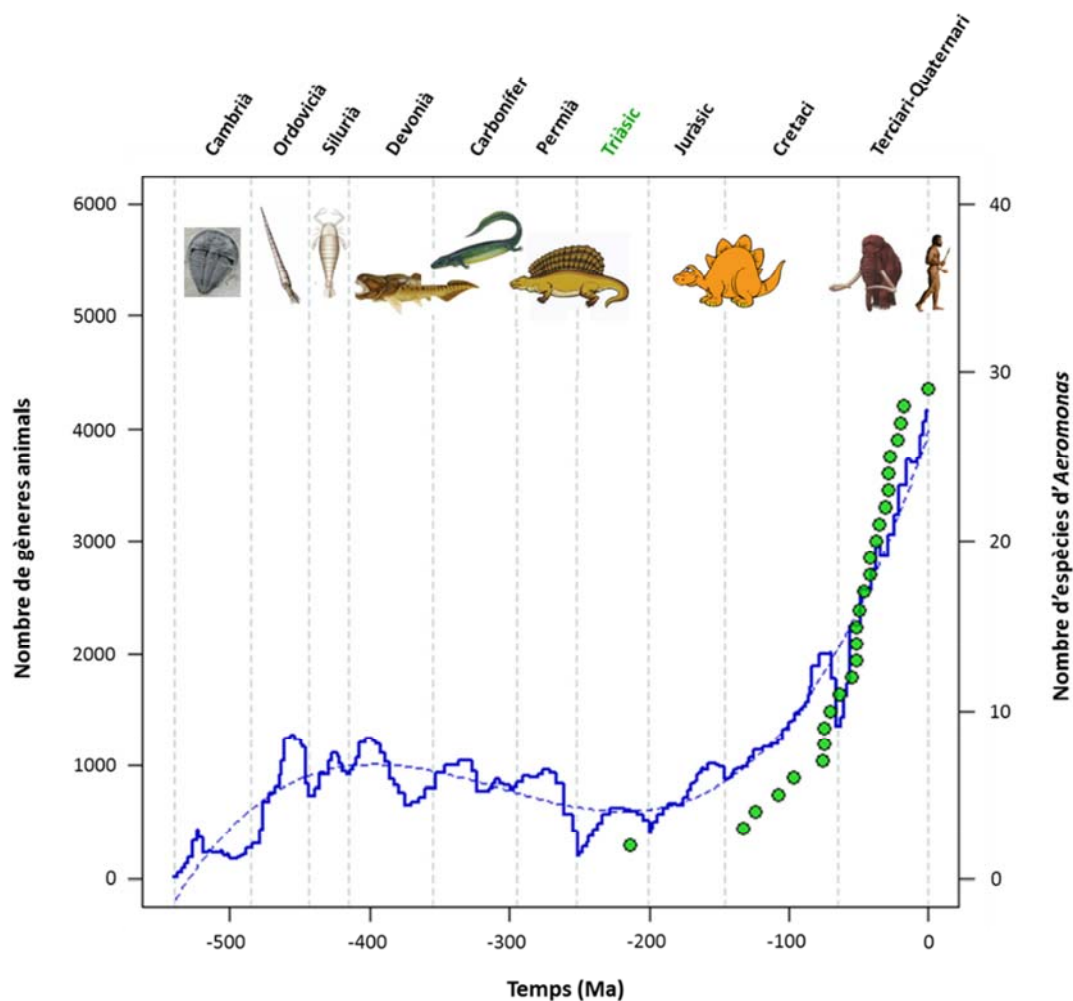 Cambrià
Ordovicià
Silurià
Devonià
Carbonífer
Permià
Triàsic
Juràsic
Cretaci
Terciari-Quaternari
6000
5000
4000
3000
2000
1000
0
Nombre de gèneres animals
40
30
20
10
0
Nombre d'espècies d'Aeromonas
-500
-400
-300
-200
-100
0
Temps (Ma)